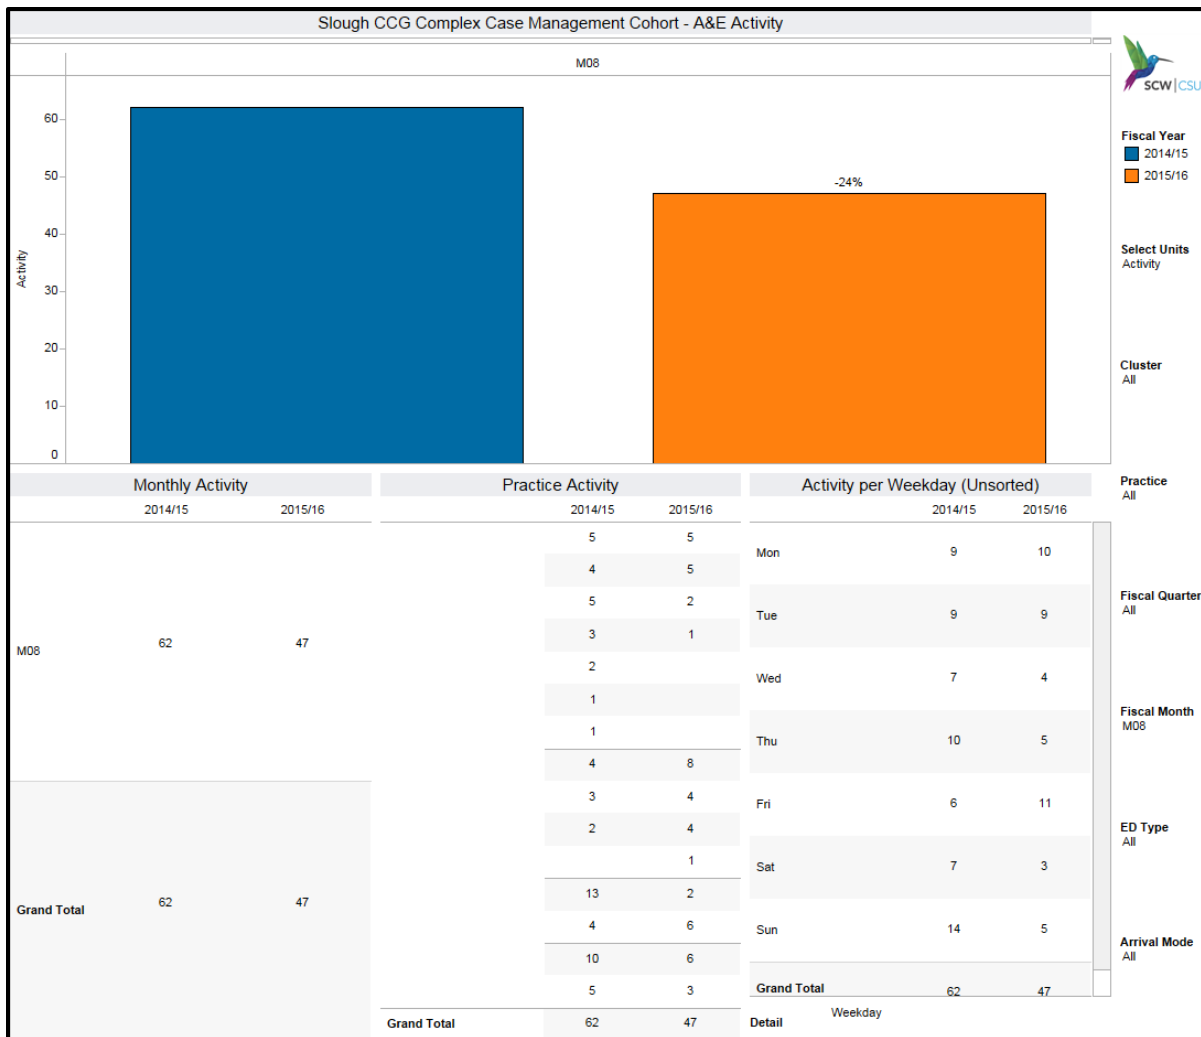 Slough CCG Complex Case Management Cohort - A&E Activity
M08
60
50
40
30
20
10
0
Activity
-24%
SCW|CSU
Fiscal Year
2014/15
2015/16
Select Units
Activity
Cluster
All
Practice
All
Fiscal Quarter
All
Fiscal Month
M08
ED Type
All
Arrival Mode
All
Monthly Activity
2014/15 2015/16
M08 62 47
Grand Total 62 47
Practice Activity
2014/15 2015/16
5 5
4 5
5 2
3 1
2
1
1
4 8
3 4
2 4
1
13 2
4 6
10 6
5 3
Grand Total 62 47
Activity per Weekday (Unsorted)
2014/15 2015/16
Mon 9 10
Tue 9 9
Wed 7 4
Thu 10 5
Fri 6 11
Sat 7 3
Sun 14 5
Grand Total 62 47
Detail Weekday